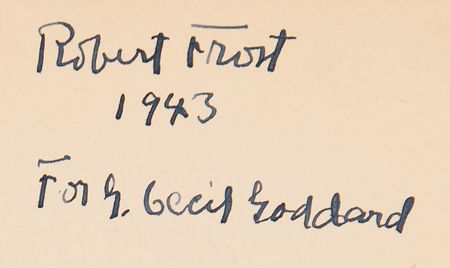 Robert Frost
1943
For G. Cecil Goddard